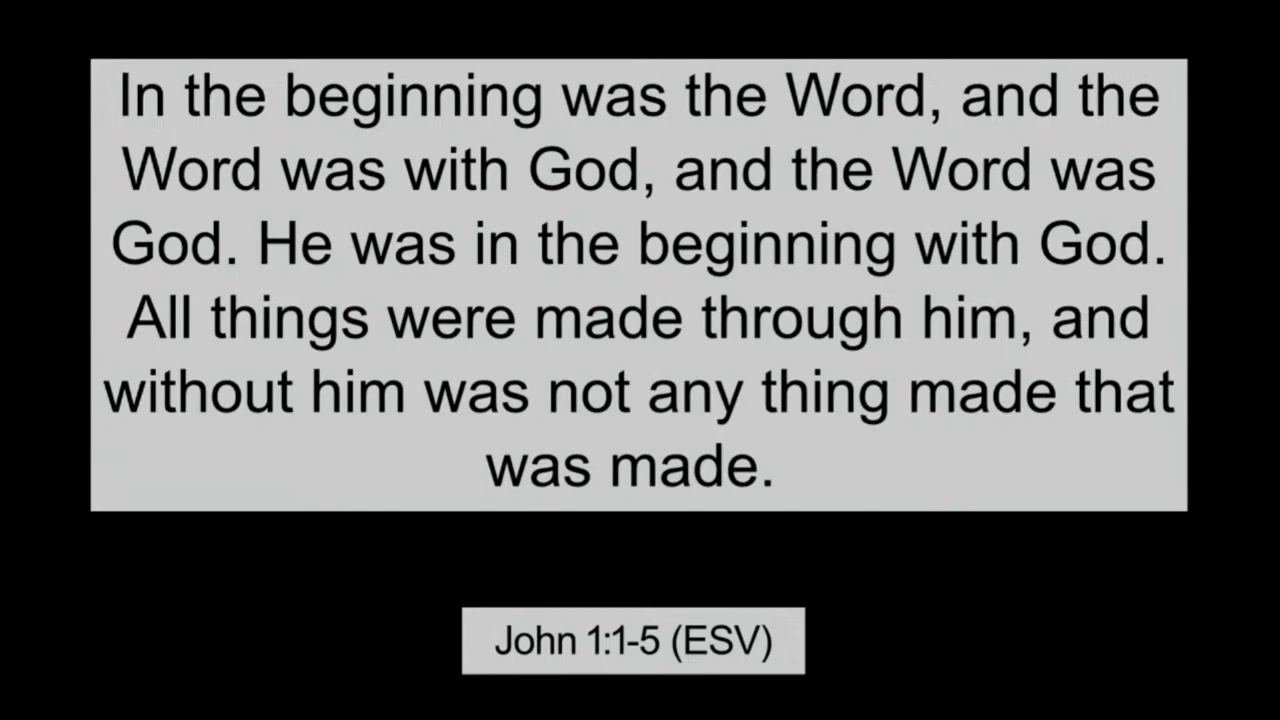 In the beginning was the Word, and the
Word was with God, and the Word was
God. He was in the beginning with God.
All things were made through him, and
without him was not any thing made that
was made.
John 1:1-5 (ESV)